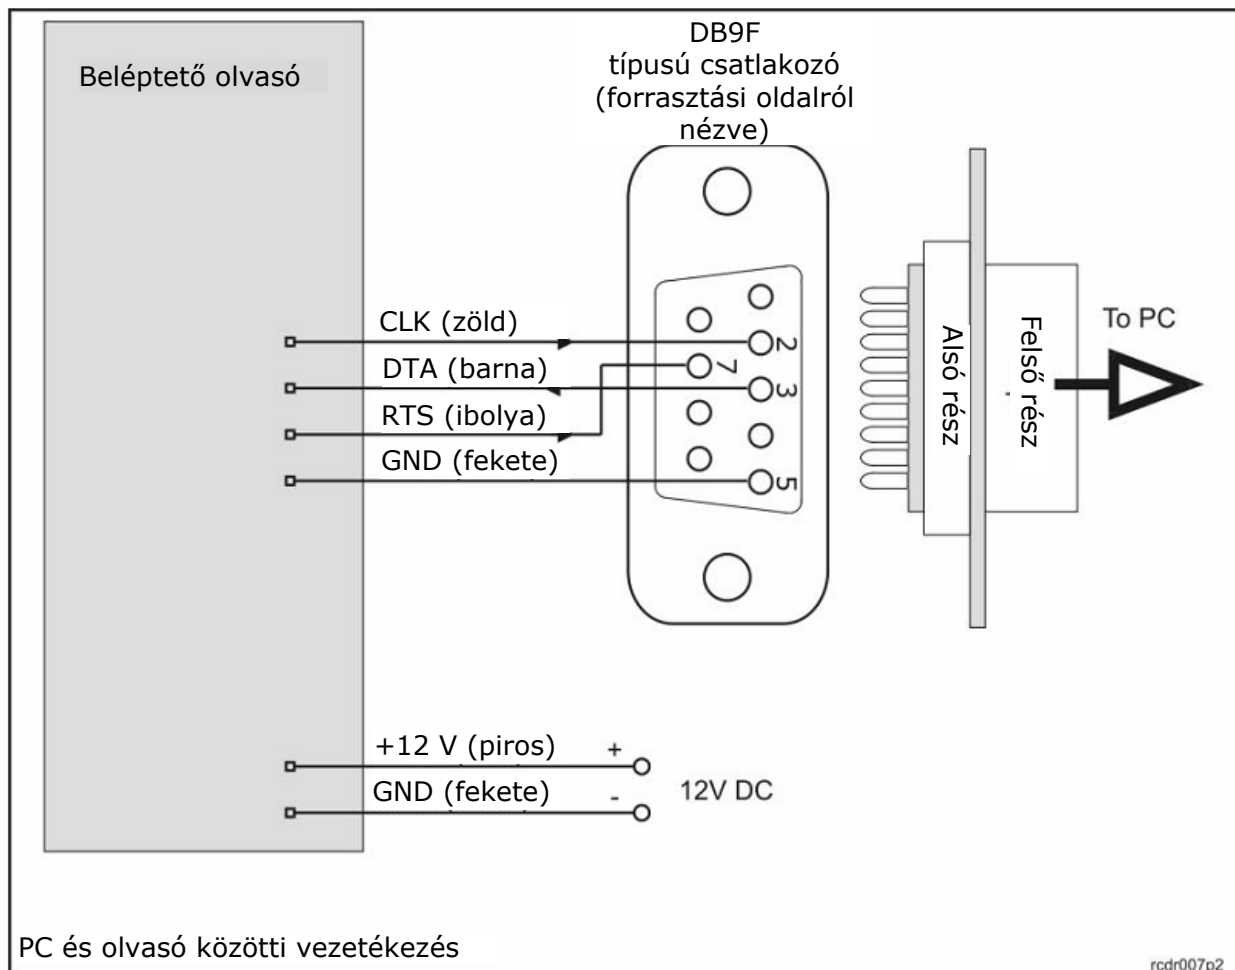 Beléptető olvasó
DB9F
típusú csatlakozó
(forrasztási oldalról
nézve)
CLK (zöld)
DTA (barna)
RTS (ibolya)
GND (fekete)
2
7
3
5
Alsó rész
Felső rész
To PC
+12 V (piros)
+
GND (fekete)
-
12V DC
PC és olvasó közötti vezetékezés
rcdr007p2